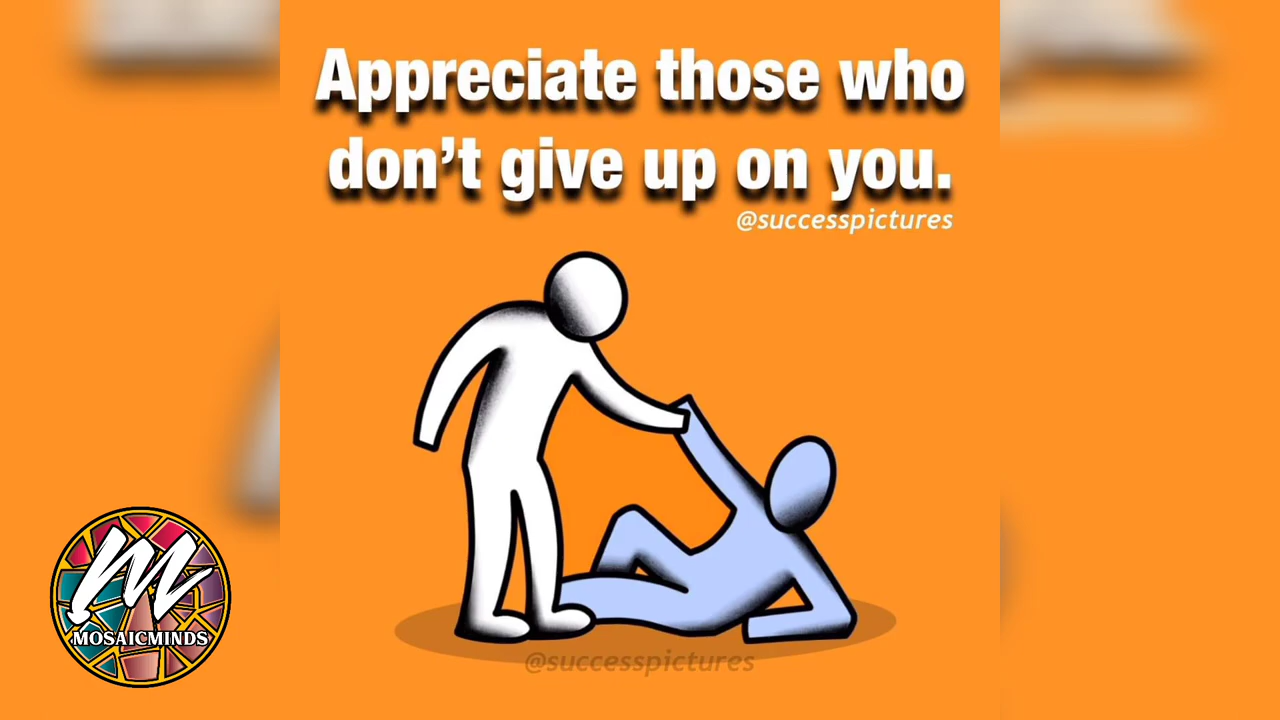 Appreciate those who
don't give up on you.
@successpictures
M
MOSAICMINDS
@successpictures